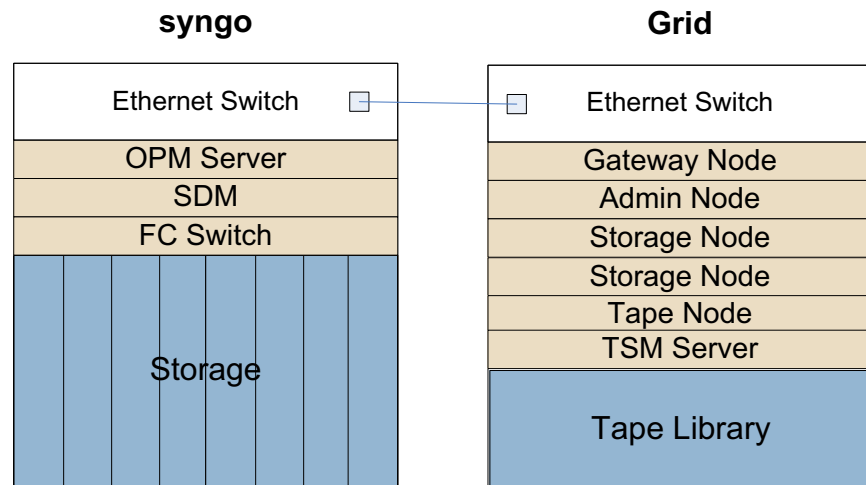 syngo
Grid
Ethernet Switch
OPM Server
SDM
FC Switch
Storage
Ethernet Switch
Gateway Node
Admin Node
Storage Node
Storage Node
Tape Node
TSM Server
Tape Library